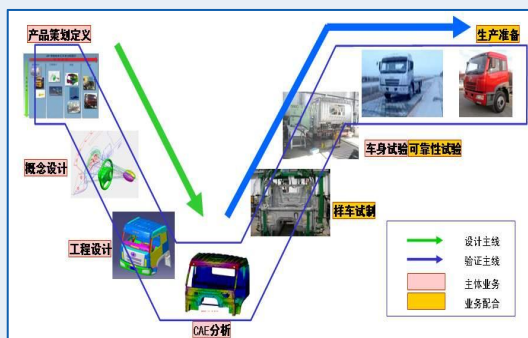 产品策划定义
生产准备
概念设计
车身试验可靠性试验
样车试制
工程设计
CAE分析
设计主线
验证主线
主体业务
业务配合